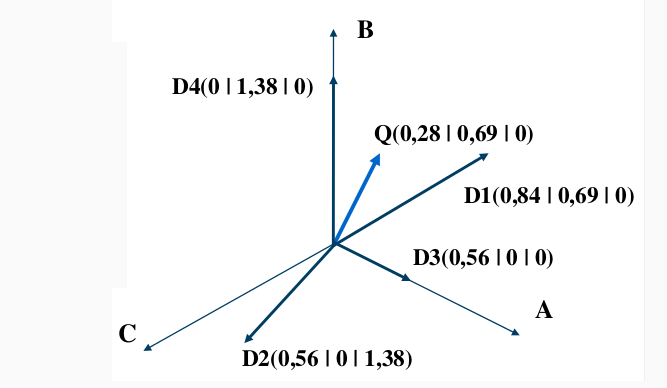 B
D4(0 | 1,38 | 0)
Q(0,28 | 0,69 | 0)
D1(0,84 | 0,69 | 0)
D3(0,56 | 0 | 0)
A
C
D2(0,56 | 0 | 1,38)